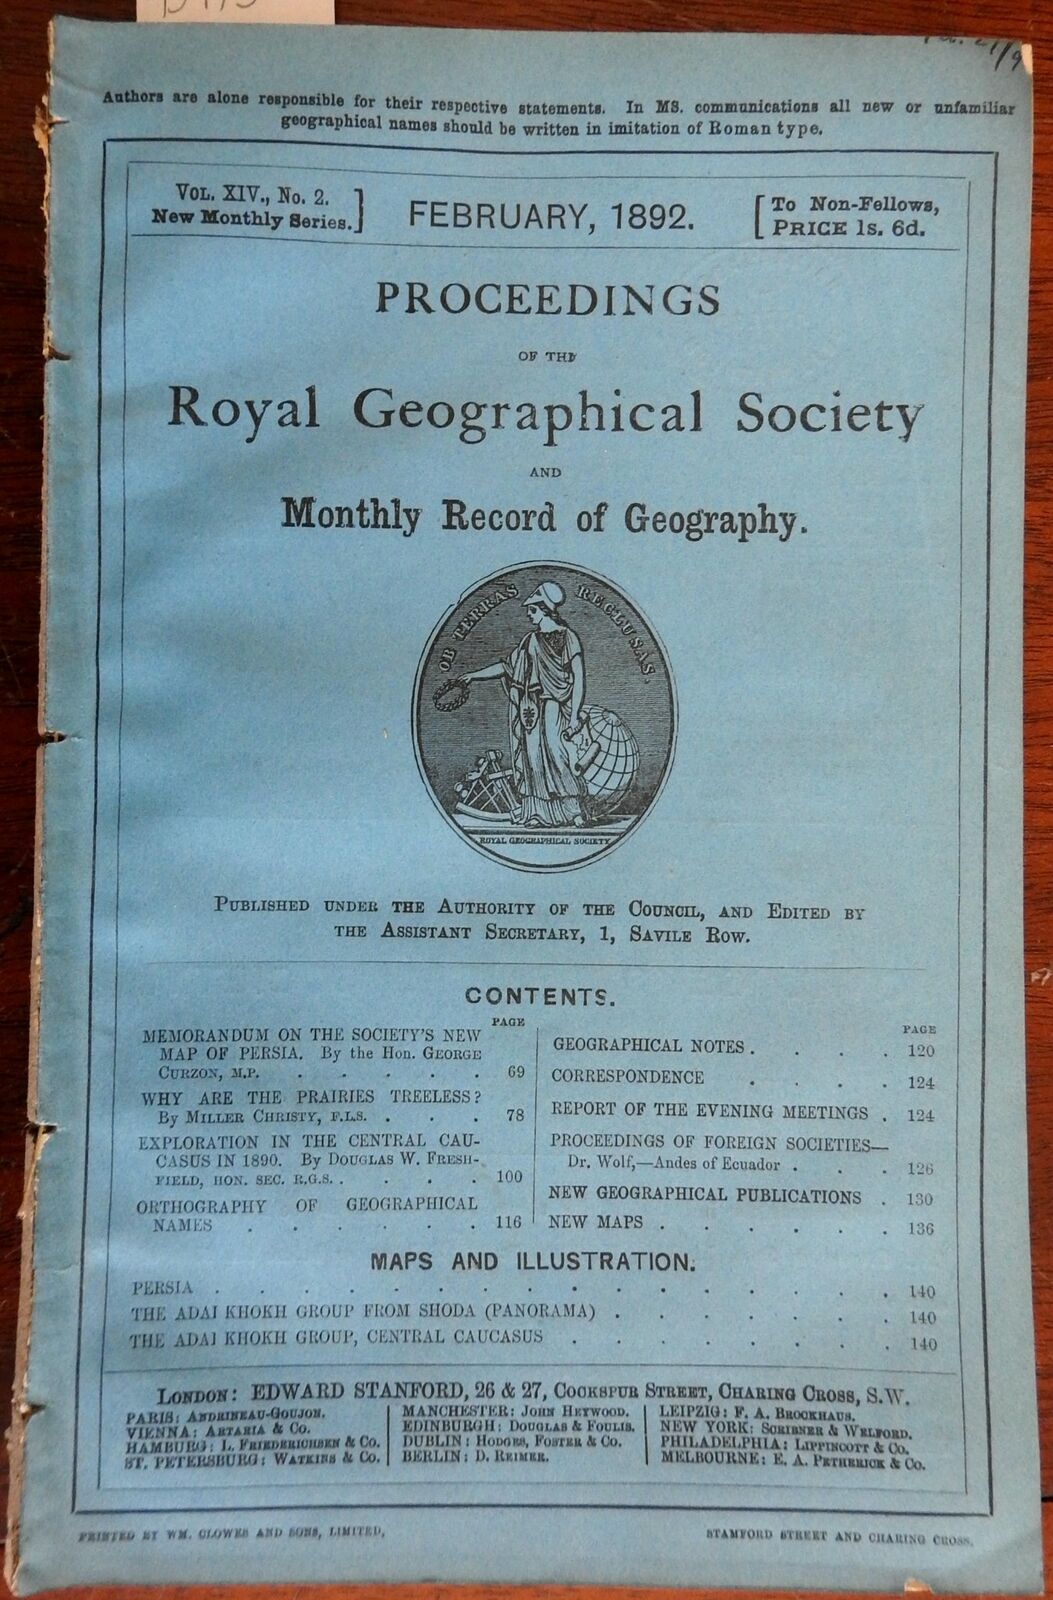 Authors are alone responsible for their respective statements. In MS. communications all new or unfamiliar
geographical names should be written in imitation of Roman type.
VOL. XIV., No. 2.
New Monthly Series.]
FEBRUARY, 1892.
[To Non-Fellows,
PRICE 1s. 6d.
PROCEEDINGS
OF THE
Royal Geographical Society
AND
Monthly Record of Geography.
OB TERRAS RECLUSAS.
ROYAL GEOGRAPHICAL SOCIETY
PUBLISHED UNDER THE AUTHORITY OF THE COUNCIL, AND EDITED BY
THE ASSISTANT SECRETARY, 1, SAVILE ROW.
CONTENTS.
PAGE
MEMORANDUM ON THE SOCIETY'S NEW
MAP OF PERSIA. By the Hon. GEORGE
CURZON, M.P. . . . . . 69
WHY ARE THE PRAIRIES TREELESS?
By MILLER CHRISTY, F.L.S. . . . 78
EXPLORATION IN THE CENTRAL CAU-
CASUS IN 1890. By DOUGLAS W. FRESH-
FIELD, HON. SEC. R.G.S. . . . . 100
ORTHOGRAPHY OF GEOGRAPHICAL
NAMES . . . . . . 116
PAGE
GEOGRAPHICAL NOTES . . . . 120
CORRESPONDENCE . . . . 124
REPORT OF THE EVENING MEETINGS . 124
PROCEEDINGS OF FOREIGN SOCIETIES—
Dr. Wolf,—Andes of Ecuador . . . 126
NEW GEOGRAPHICAL PUBLICATIONS . 130
NEW MAPS . . . . . . 136
MAPS AND ILLUSTRATION.
PERSIA . . . . . . . . . . . . . 140
THE ADAI KHOKH GROUP FROM SHODA (PANORAMA) . . . . . . . 140
THE ADAI KHOKH GROUP, CENTRAL CAUCASUS . . . . . . . . 140
LONDON: EDWARD STANFORD, 26 & 27, COCKSPUR STREET, CHARING CROSS, S.W.
PARIS: ANDRIVEAU-GOUJON.
VIENNA: ARTARIA & Co.
HAMBURG: L. FRIEDERICHSEN & Co.
ST. PETERSBURG: WATKINS & Co.
MANCHESTER: JOHN HEYWOOD.
EDINBURGH: DOUGLAS & FOULIS.
DUBLIN: HODGES, FOSTER & Co.
BERLIN: D. REIMER.
LEIPZIG: F. A. BROCKHAUS.
NEW YORK: SCRIBNER & WELFORD.
PHILADELPHIA: LIPPINCOTT & Co.
MELBOURNE: E. A. PETHERICK & Co.
PRINTED BY WM. CLOWES AND SONS, LIMITED,
STAMFORD STREET AND CHARING CROSS.